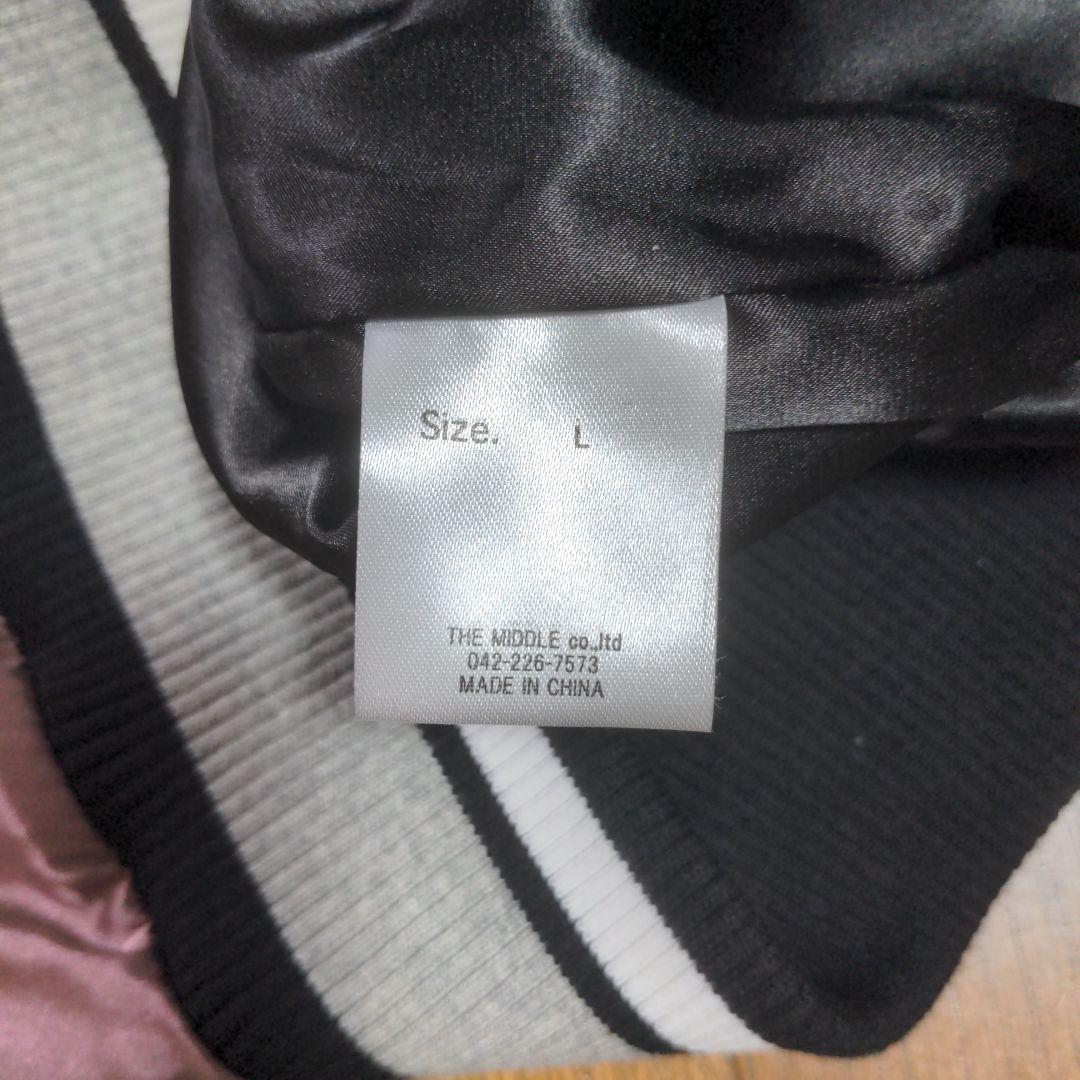 Size. L
THE MIDDLE co.,ltd
042-226-7573
MADE IN CHINA